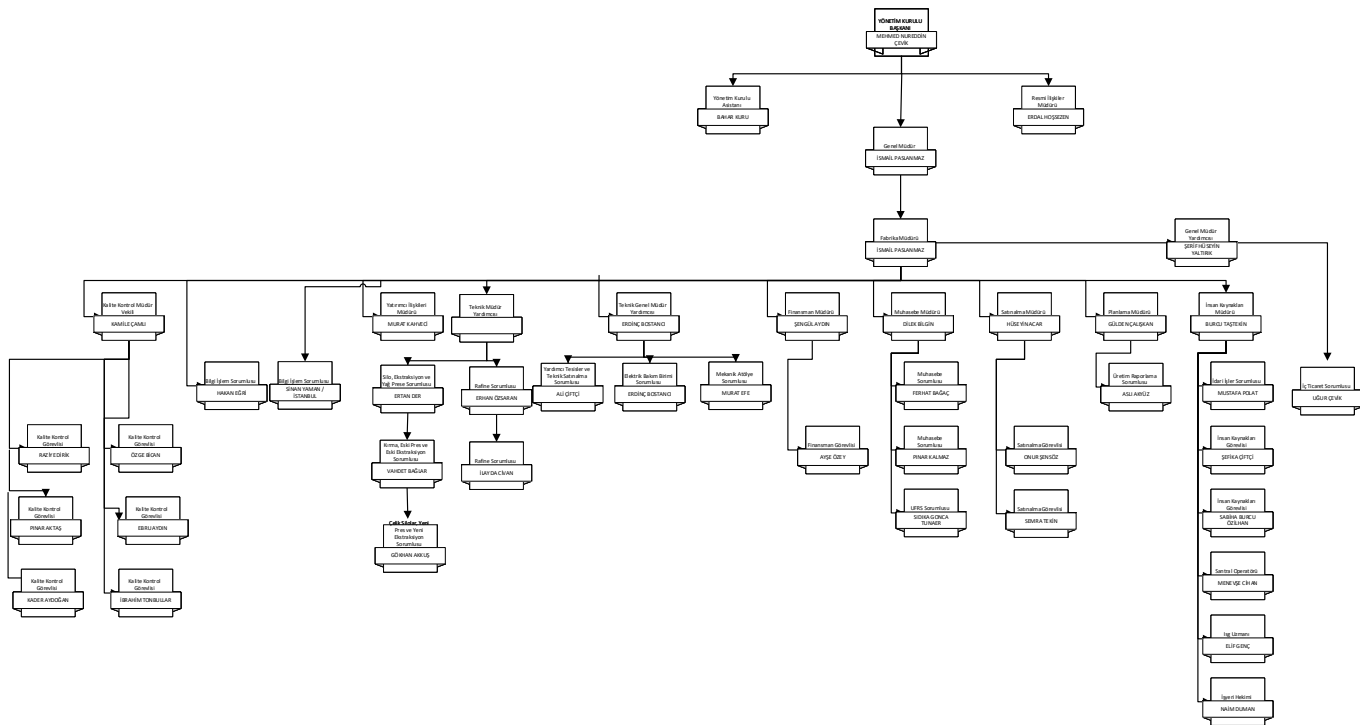 YÖNETİM KURULU
BAŞKANI
MEHMED NUREDDİN
ÇEVİK
Yönetim Kurulu
Asistanı
BAHAR KURU
Resmi İlişkiler
Müdürü
ERDAL HOŞSEZEN
Genel Müdür
İSMAİL PASLANMAZ
Fabrika Müdürü
İSMAİL PASLANMAZ
Genel Müdür
Yardımcısı
ŞERİF HÜSEYİN
YALTIRIK
Kalite Kontrol Müdür
Vekili
KAMİLE ÇAMLI
Yatırımcı İlişkileri
Müdürü
MURAT KAHVECİ
Teknik Müdür
Yardımcısı
Teknik Genel Müdür
Yardımcısı
ERDİNÇ BOSTANCI
Finansman Müdürü
ŞENGÜL AYDIN
Muhasebe Müdürü
DİLEK BİLGİN
Satınalma Müdürü
HÜSEYİN ACAR
Planlama Müdürü
GÜLDEN ÇALIŞKAN
İnsan Kaynakları
Müdürü
BURCU TAŞTEKİN
Bilgi İşlem Sorumlusu
HAKAN EĞRİ
Bilgi İşlem Sorumlusu
SİNAN YAMAN /
İSTANBUL
Silo, Ekstraksiyon ve
Yağ Prese Sorumlusu
ERTAN DER
Rafine Sorumlusu
ERHAN ÖZSARAN
Yardımcı Tesisler ve
Teknik Satınalma
Sorumlusu
ALİ ÇİFTÇİ
Elektrik Bakım Birimi
Sorumlusu
ERDİNÇ BOSTANCI
Mekanik Atölye
Sorumlusu
MURAT EFE
Muhasebe
Sorumlusu
FERHAT BAĞAÇ
Üretim Raporlama
Sorumlusu
ASLI AKYÜZ
İdari İşler Sorumlusu
MUSTAFA POLAT
İç Ticaret Sorumlusu
UĞUR ÇEVİK
Kalite Kontrol
Görevlisi
RAZİFE DİRİK
Kalite Kontrol
Görevlisi
ÖZGE BİCAN
Kırma, Eski Pres ve
Eski Ekstraksiyon
Sorumlusu
VAHDET BAĞLAR
Rafine Sorumlusu
İLAYDA CİVAN
Finansman Görevlisi
AYŞE ÖZEY
Muhasebe
Sorumlusu
PINAR KALMAZ
Satınalma Görevlisi
ONUR ŞENSÖZ
İnsan Kaynakları
Görevlisi
ŞEFİKA ÇİFTÇİ
Kalite Kontrol
Görevlisi
PINAR AKTAŞ
Kalite Kontrol
Görevlisi
EBRU AYDIN
Çelik Silolar, Yeni
Pres ve Yeni
Ekstraksiyon
Sorumlusu
GÖKHAN AKKUŞ
UFRS Sorumlusu
SIDIKA GONCA
TUNAER
Satınalma Görevlisi
SEMRA TEKİN
İnsan Kaynakları
Görevlisi
SABİHA BURCU
ÖZİLHAN
Kalite Kontrol
Görevlisi
KADER AYDOĞAN
Kalite Kontrol
Görevlisi
İBRAHİM TONBULLAR
Santral Operatörü
MENEVŞE CİHAN
Isg Uzmanı
ELİF GENÇ
İşyeri Hekimi
NAİM DUMAN